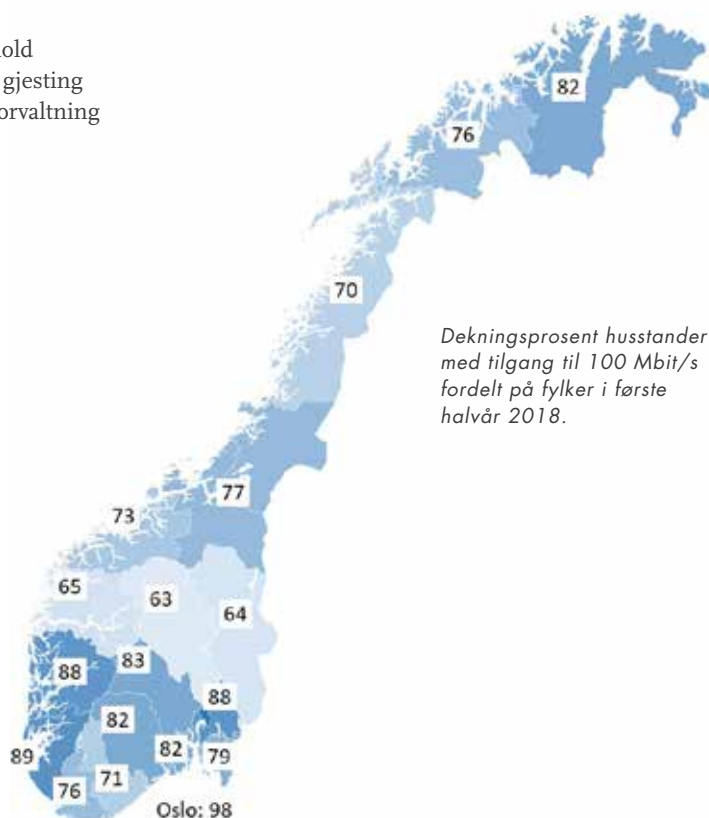 old
gjesting
orvaltning
82
76
70
Dekningsprosent husstander
med tilgang til 100 Mbit/s
fordelt på fylker i første
halvår 2018.
77
73
65
63
64
83
88
88
82
82
79
89
71
76
Oslo: 98